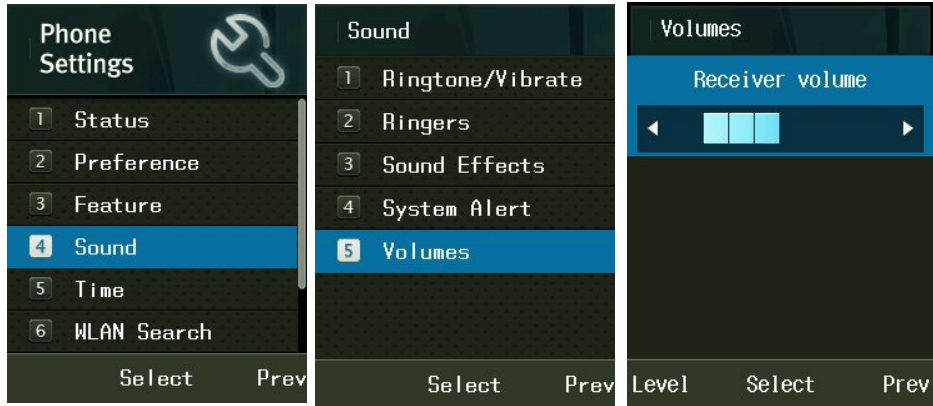 Phone
Settings
1 Status
2 Preference
3 Feature
4 Sound
5 Time
6 WLAN Search
Select Prev
Sound
1 Ringtone/Vibrate
2 Ringers
3 Sound Effects
4 System Alert
5 Volumes
Select Prev
Volumes
Receiver volume
Level Select Prev